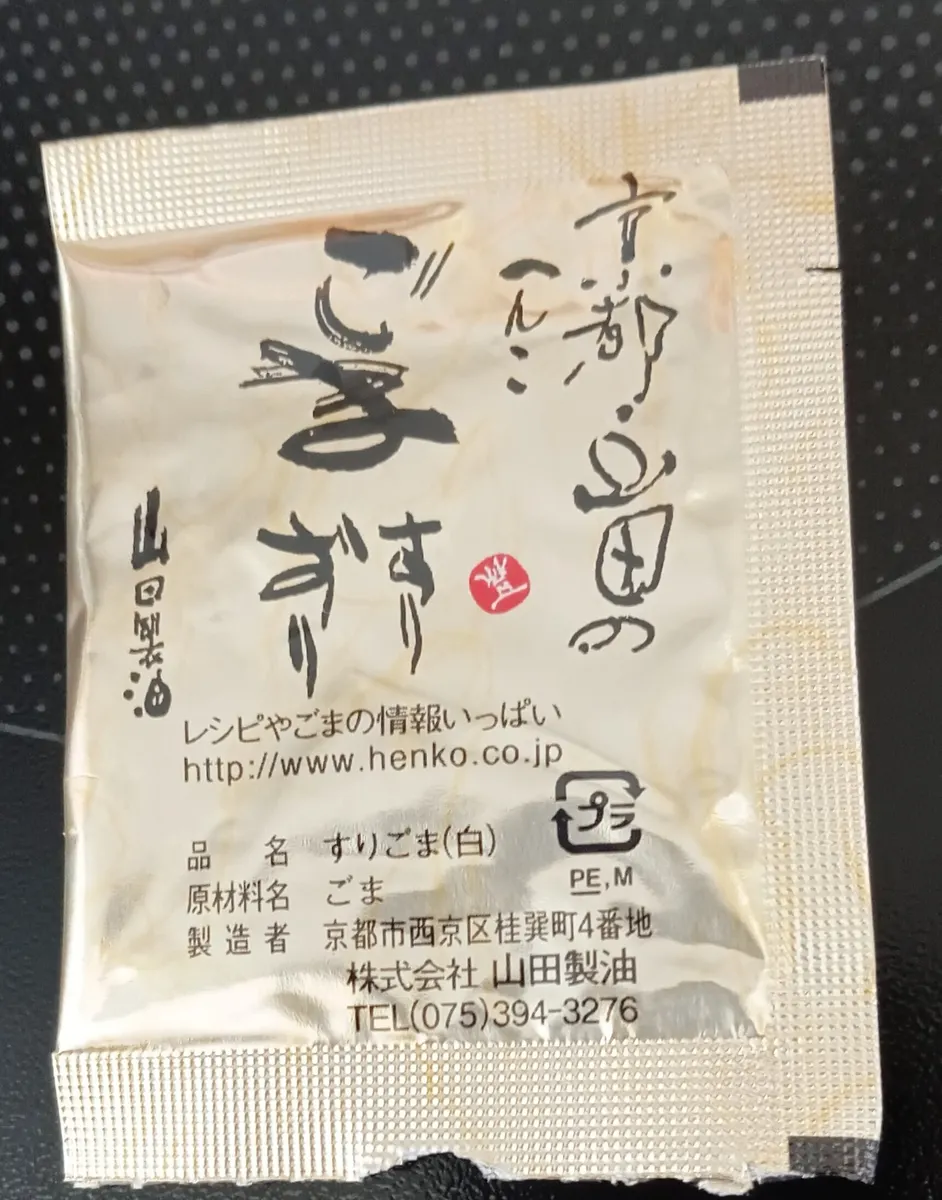 京都・山田の
へんこ
ごま
すり
おり
山田製油
レシピやごまの情報いっぱい
http://www.henko.co.jp
プラ
PE,M
品 名 すりごま(白)
原材料名 ごま
製造者 京都市西京区桂巽町4番地
株式会社 山田製油
TEL(075)394-3276